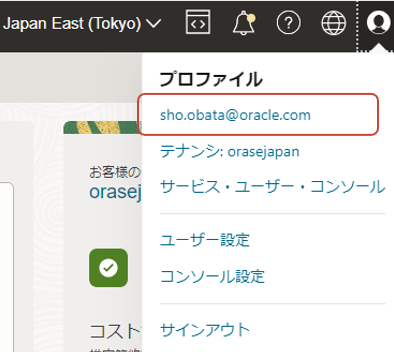 Japan East (Tokyo)
プロファイル
sho.obata@oracle.com
テナンシ: orasejapan
サービス・ユーザー・コンソール
ユーザー設定
コンソール設定
サインアウト
お客様の
orasej
コスト